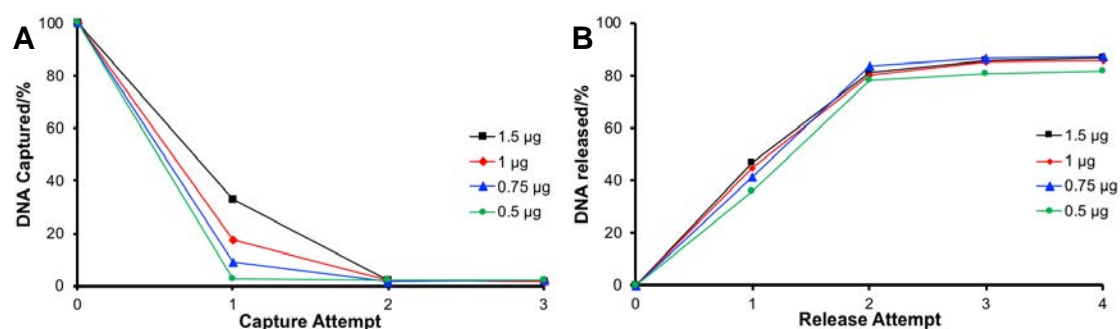 A
DNA Captured/%
100
80
60
40
20
0
0 1 2 3
Capture Attempt
1.5 µg
1 µg
0.75 µg
0.5 µg
B
DNA released/%
100
80
60
40
20
0
0 1 2 3 4
Release Attempt
1.5 µg
1 µg
0.75 µg
0.5 µg